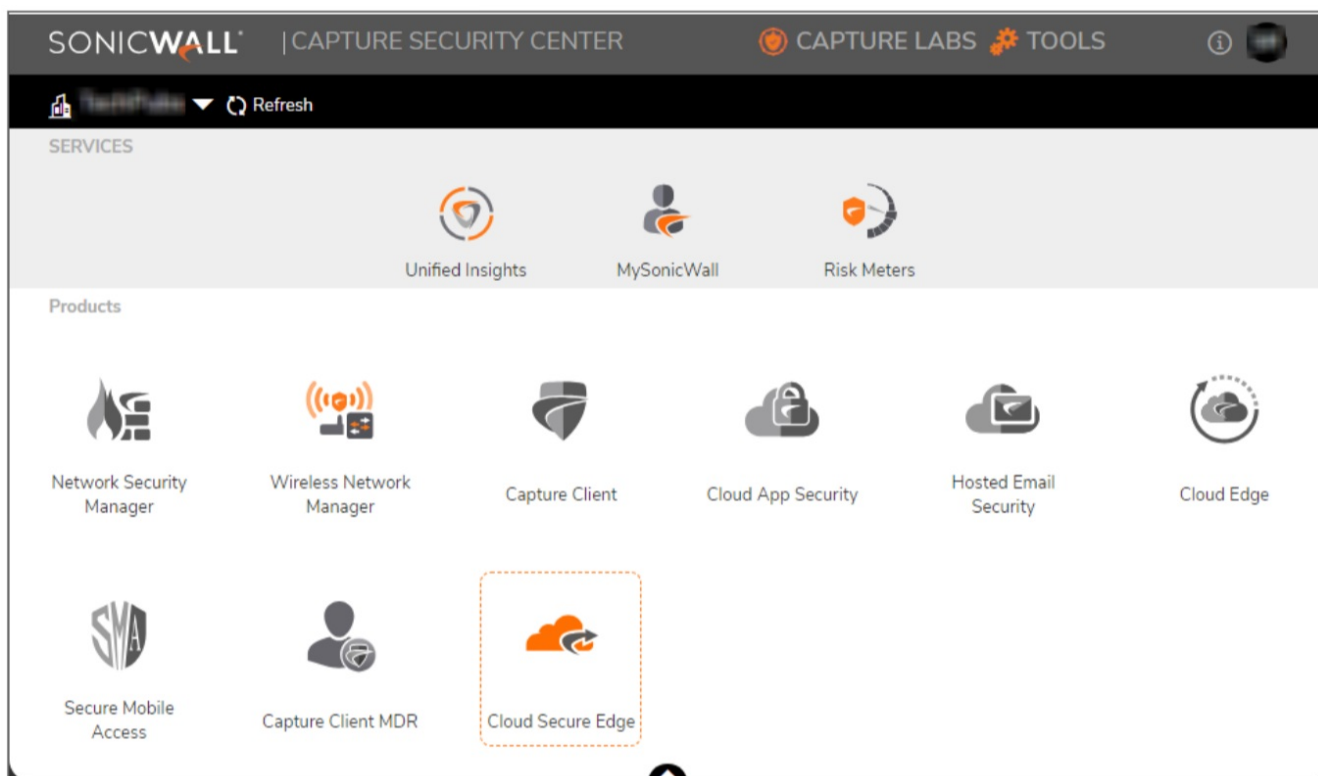 SONICWALL | CAPTURE SECURITY CENTER CAPTURE LABS TOOLS
Refresh
SERVICES
Unified Insights MySonicWall Risk Meters
Products
Network Security Manager
Wireless Network Manager
Capture Client
Cloud App Security
Hosted Email Security
Cloud Edge
SMA
Secure Mobile Access
Capture Client MDR
Cloud Secure Edge